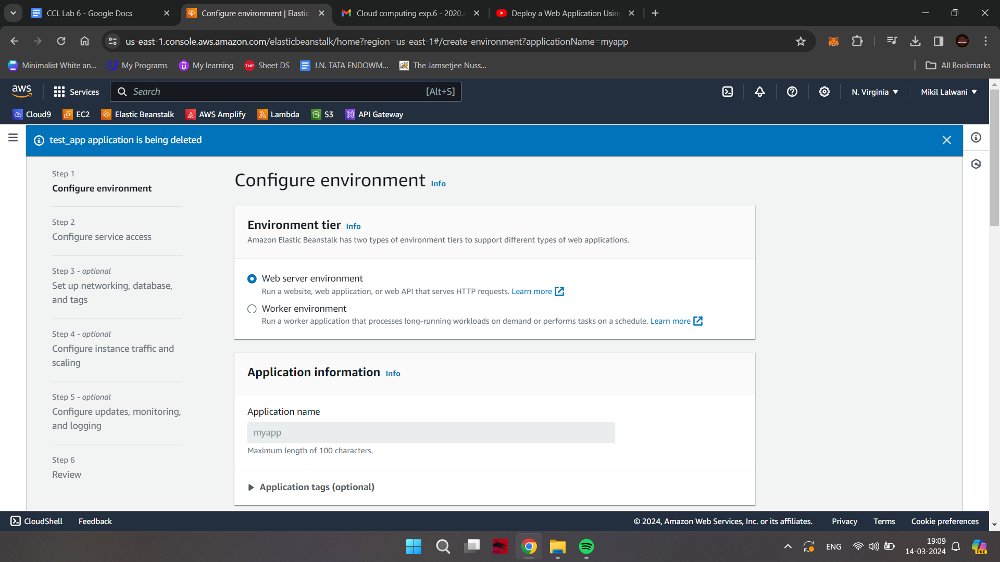 CCL Lab 6 - Google Docs
Configure environment | Elastic
Cloud computing exp.6 - 2020.
Deploy a Web Application Using
us-east-1.console.aws.amazon.com/elasticbeanstalk/home?region=us-east-1#/create-environment?applicationName=myapp
Minimalist White an...
My Programs
My learning
TUF
Sheet DS
J.N. TATA ENDOWM...
The Jamsetjee Nuss...
All Bookmarks
aws
Services
Search
[Alt+S]
N. Virginia
Mikil Lalwani
Cloud9
EC2
Elastic Beanstalk
AWS Amplify
Lambda
S3
API Gateway
test_app application is being deleted
Step 1
Configure environment
Step 2
Configure service access
Step 3 - optional
Set up networking, database,
and tags
Step 4 - optional
Configure instance traffic and
scaling
Step 5 - optional
Configure updates, monitoring,
and logging
Step 6
Review
Configure environment Info
Environment tier Info
Amazon Elastic Beanstalk has two types of environment tiers to support different types of web applications.
Web server environment
Run a website, web application, or web API that serves HTTP requests. Learn more
Worker environment
Run a worker application that processes long-running workloads on demand or performs tasks on a schedule. Learn more
Application information Info
Application name
myapp
Maximum length of 100 characters.
Application tags (optional)
CloudShell
Feedback
© 2024, Amazon Web Services, Inc. or its affiliates.
Privacy
Terms
Cookie preferences
ENG
19:09
14-03-2024
PRE